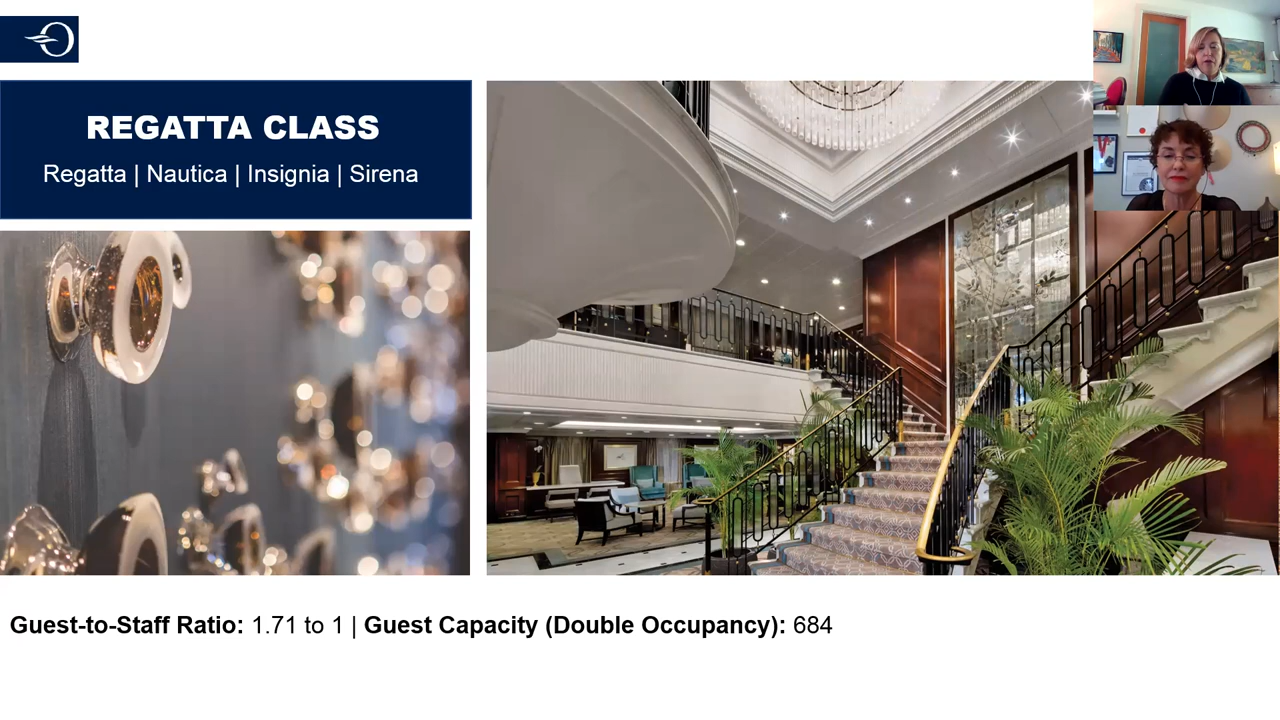 REGATTA CLASS
Regatta | Nautica | Insignia | Sirena
Guest-to-Staff Ratio: 1.71 to 1 | Guest Capacity (Double Occupancy): 684